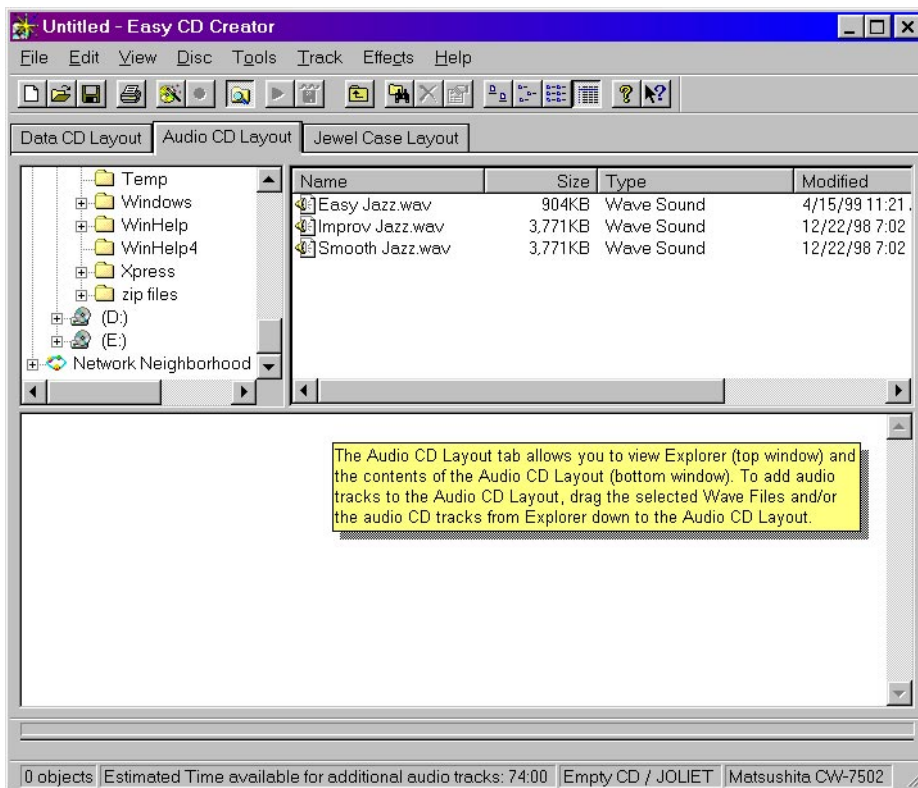 Untitled - Easy CD Creator
File Edit View Disc Tools Track Effects Help
Data CD Layout Audio CD Layout Jewel Case Layout
Temp
Windows
WinHelp
WinHelp4
Xpress
zip files
(D:)
(E:)
Network Neighborhood
Name Size Type Modified
Easy Jazz.wav 904KB Wave Sound 4/15/99 11:21
Improv Jazz.wav 3,771KB Wave Sound 12/22/98 7:02
Smooth Jazz.wav 3,771KB Wave Sound 12/22/98 7:02
The Audio CD Layout tab allows you to view Explorer (top window) and
the contents of the Audio CD Layout (bottom window). To add audio
tracks to the Audio CD Layout, drag the selected Wave Files and/or
the audio CD tracks from Explorer down to the Audio CD Layout.
0 objects Estimated Time available for additional audio tracks: 74:00 Empty CD / JOLIET Matsushita CW-7502